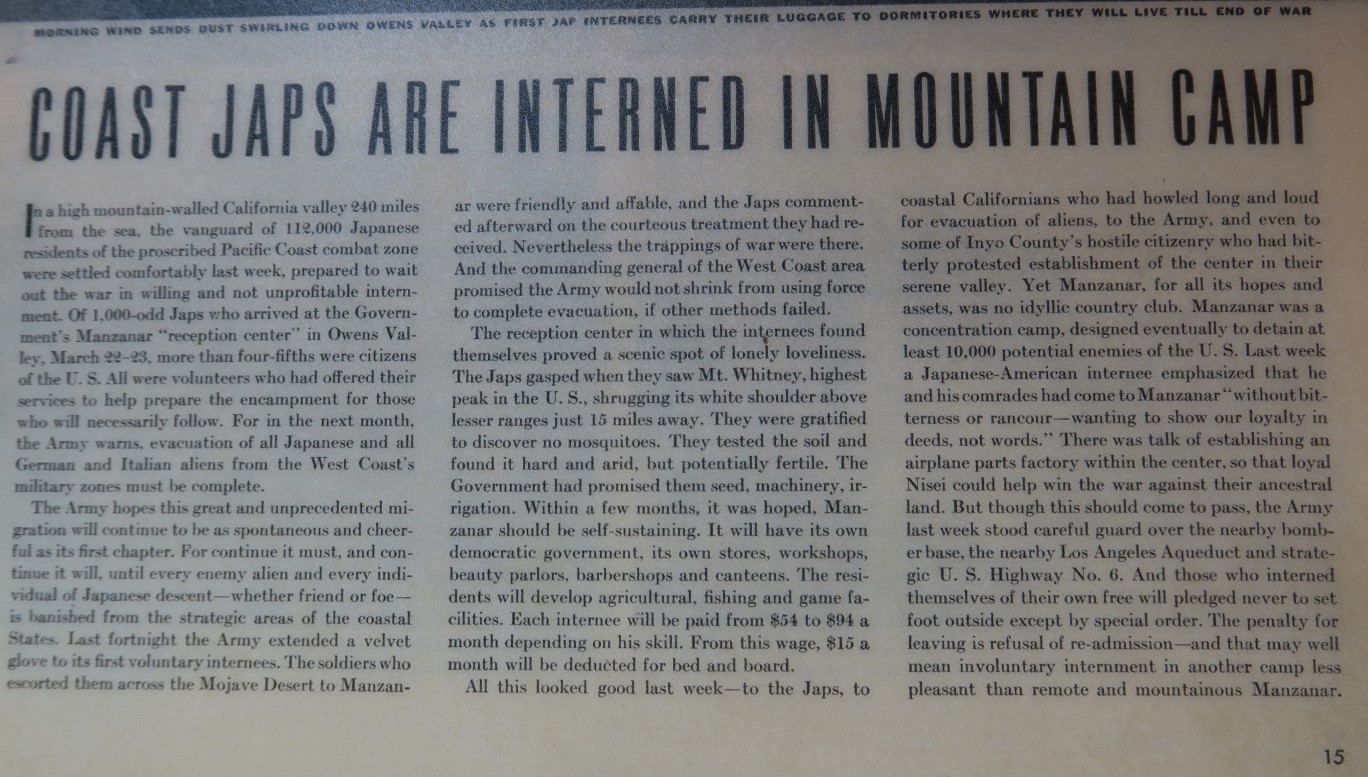 MORNING WIND SENDS DUST SWIRLING DOWN OWENS VALLEY AS FIRST JAP INTERNEES CARRY THEIR LUGGAGE TO DORMITORIES WHERE THEY WILL LIVE TILL END OF WAR
COAST JAPS ARE INTERNED IN MOUNTAIN CAMP
In a high mountain-walled California valley 240 miles
from the sea, the vanguard of 112,000 Japanese
residents of the proscribed Pacific Coast combat zone
were settled comfortably last week, prepared to wait
out the war in willing and not unprofitable intern-
ment. Of 1,000-odd Japs who arrived at the Govern-
ment's Manzanar "reception center" in Owens Val-
ley, March 22–23, more than four-fifths were citizens
of the U. S. All were volunteers who had offered their
services to help prepare the encampment for those
who will necessarily follow. For in the next month,
the Army warns, evacuation of all Japanese and all
German and Italian aliens from the West Coast's
military zones must be complete.
The Army hopes this great and unprecedented mi-
gration will continue to be as spontaneous and cheer-
ful as its first chapter. For continue it must, and con-
tinue it will, until every enemy alien and every indi-
vidual of Japanese descent—whether friend or foe—
is banished from the strategic areas of the coastal
States. Last fortnight the Army extended a velvet
glove to its first voluntary internees. The soldiers who
escorted them across the Mojave Desert to Manzan-
ar were friendly and affable, and the Japs comment-
ed afterward on the courteous treatment they had re-
ceived. Nevertheless the trappings of war were there.
And the commanding general of the West Coast area
promised the Army would not shrink from using force
to complete evacuation, if other methods failed.
The reception center in which the internees found
themselves proved a scenic spot of lonely loveliness.
The Japs gasped when they saw Mt. Whitney, highest
peak in the U. S., shrugging its white shoulder above
lesser ranges just 15 miles away. They were gratified
to discover no mosquitoes. They tested the soil and
found it hard and arid, but potentially fertile. The
Government had promised them seed, machinery, ir-
rigation. Within a few months, it was hoped, Man-
zanar should be self-sustaining. It will have its own
democratic government, its own stores, workshops,
beauty parlors, barbershops and canteens. The resi-
dents will develop agricultural, fishing and game fa-
cilities. Each internee will be paid from $54 to $94 a
month depending on his skill. From this wage, $15 a
month will be deducted for bed and board.
All this looked good last week—to the Japs, to
coastal Californians who had howled long and loud
for evacuation of aliens, to the Army, and even to
some of Inyo County's hostile citizenry who had bit-
terly protested establishment of the center in their
serene valley. Yet Manzanar, for all its hopes and
assets, was no idyllic country club. Manzanar was a
concentration camp, designed eventually to detain at
least 10,000 potential enemies of the U. S. Last week
a Japanese-American internee emphasized that he
and his comrades had come to Manzanar "without bit-
terness or rancour—wanting to show our loyalty in
deeds, not words." There was talk of establishing an
airplane parts factory within the center, so that loyal
Nisei could help win the war against their ancestral
land. But though this should come to pass, the Army
last week stood careful guard over the nearby bomb-
er base, the nearby Los Angeles Aqueduct and strate-
gic U. S. Highway No. 6. And those who interned
themselves of their own free will pledged never to set
foot outside except by special order. The penalty for
leaving is refusal of re-admission—and that may well
mean involuntary internment in another camp less
pleasant than remote and mountainous Manzanar.
15